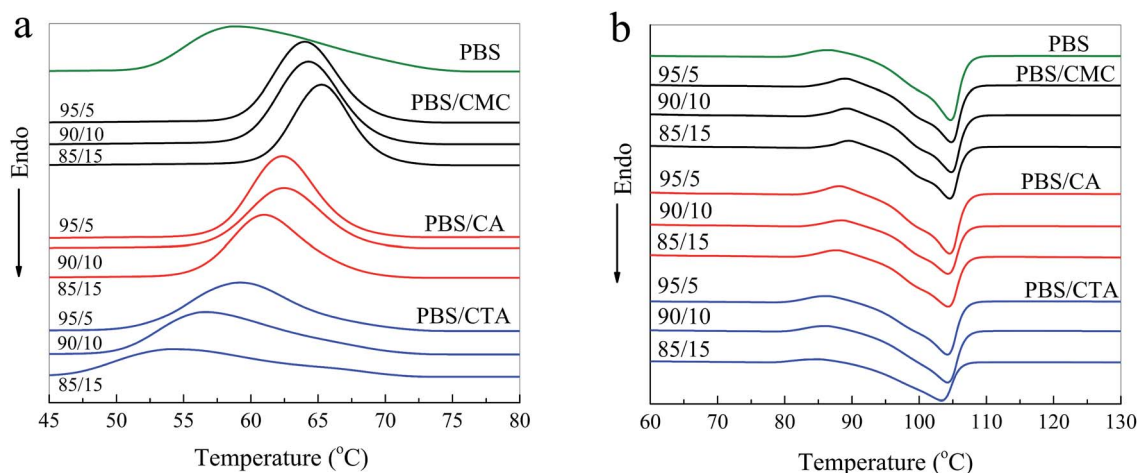 a
PBS
PBS/CMC
95/5
90/10
85/15
PBS/CA
95/5
90/10
85/15
PBS/CTA
95/5
90/10
85/15
Endo
45 50 55 60 65 70 75 80
Temperature (°C)
b
PBS
PBS/CMC
95/5
90/10
85/15
PBS/CA
95/5
90/10
85/15
PBS/CTA
95/5
90/10
85/15
Endo
60 70 80 90 100 110 120 130
Temperature (°C)